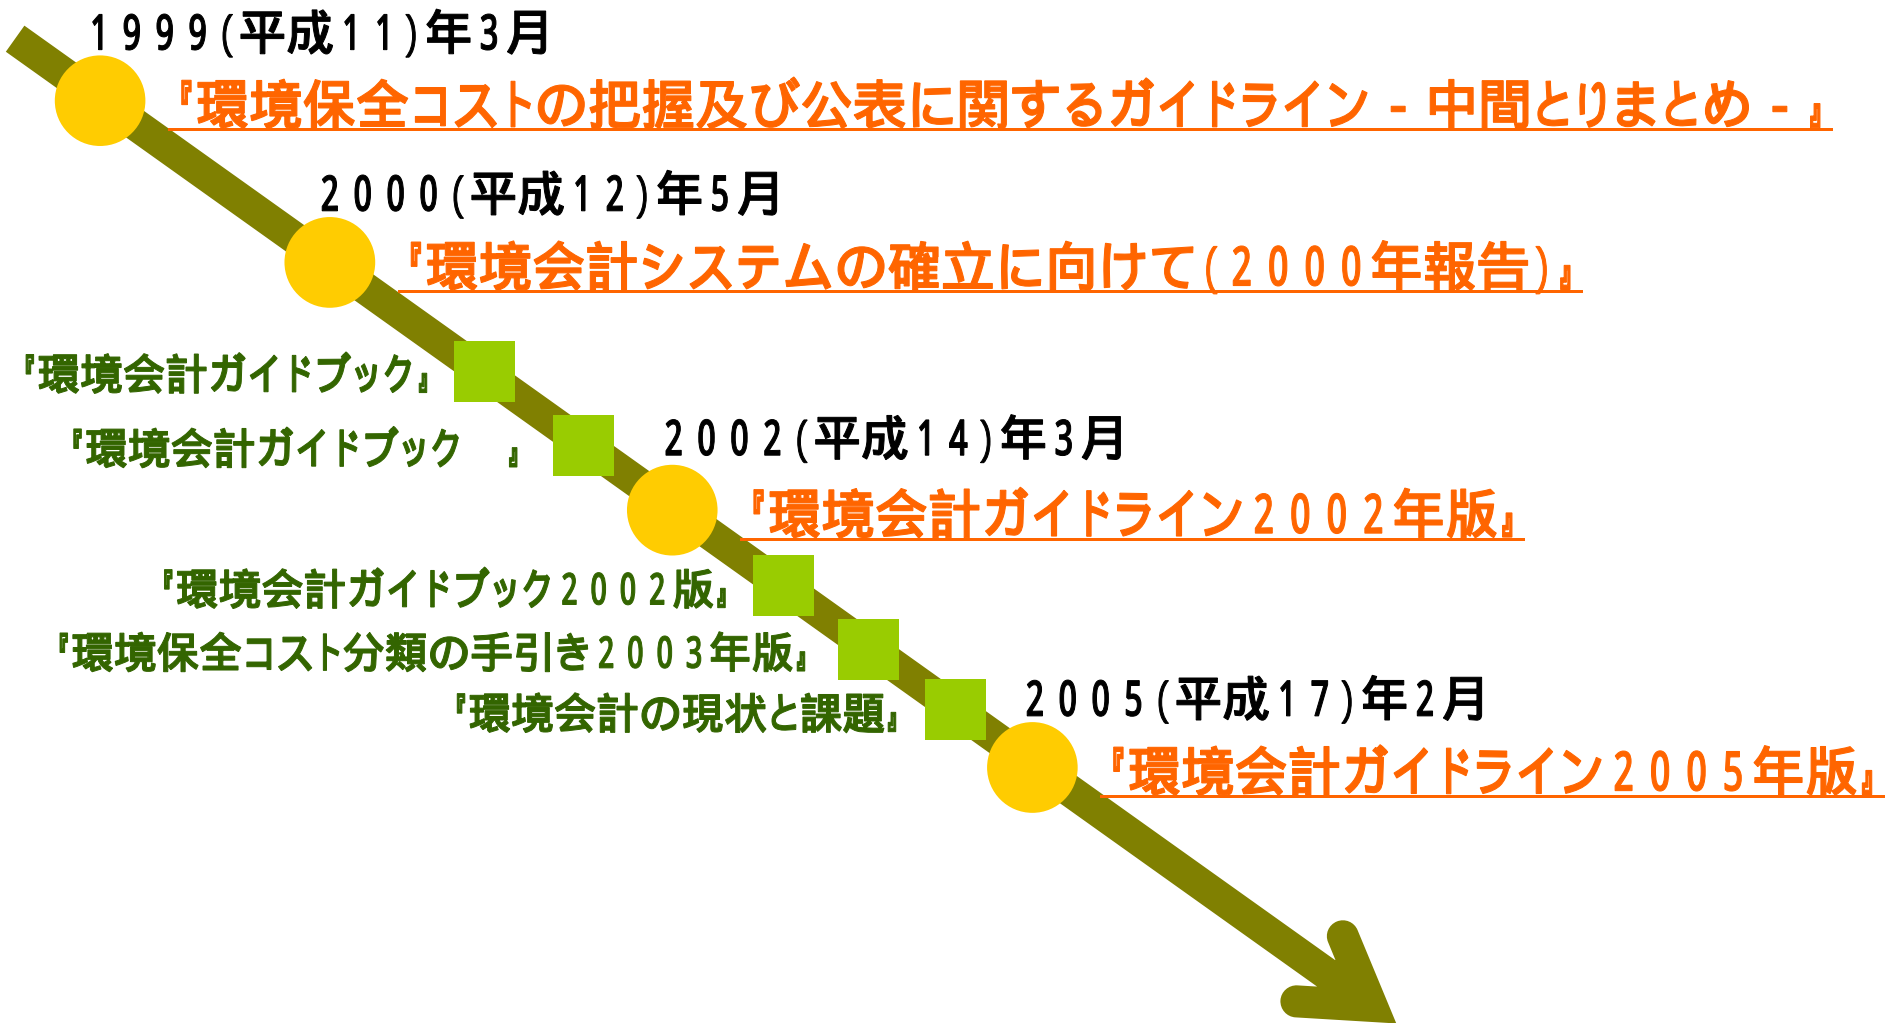 1999(平成11)年3月
『環境保全コストの把握及び公表に関するガイドライン－中間とりまとめ－』
2000(平成12)年5月
『環境会計システムの確立に向けて(2000年報告)』
『環境会計ガイドブック』
『環境会計ガイドブック　』
2002(平成14)年3月
『環境会計ガイドライン2002年版』
『環境会計ガイドブック2002版』
『環境保全コスト分類の手引き2003年版』
『環境会計の現状と課題』
2005(平成17)年2月
『環境会計ガイドライン2005年版』